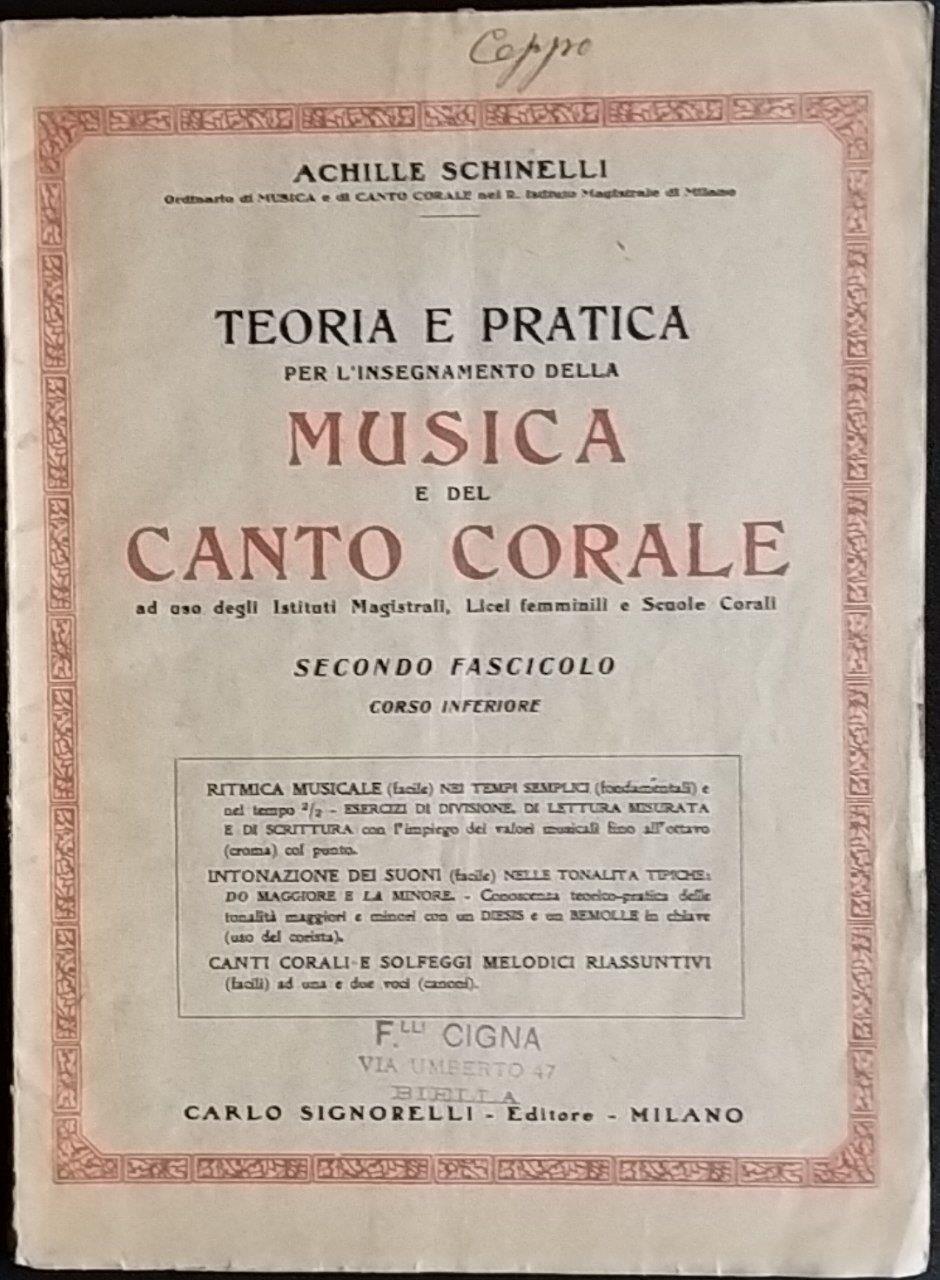 Coppo
ACHILLE SCHINELLI
Ordinario di MUSICA e di CANTO CORALE nel R. Istituto Magistrale di Milano
TEORIA E PRATICA
PER L'INSEGNAMENTO DELLA
MUSICA
E DEL
CANTO CORALE
ad uso degli Istituti Magistrali, Licei femminili e Scuole Corali
SECONDO FASCICOLO
CORSO INFERIORE
RITMICA MUSICALE (facile) NEI TEMPI SEMPLICI (fondamentali) e
nel tempo 2/2 - ESERCIZI DI DIVISIONE, DI LETTURA MISURATA
E DI SCRITTURA con l'impiego dei valori musicali fino all'ottavo
(croma) col punto.
INTONAZIONE DEI SUONI (facile) NELLE TONALITA TIPICHE:
DO MAGGIORE E LA MINORE. - Conoscenza teorico-pratica delle
tonalità maggiori e minori con un DIESIS e un BEMOLLE in chiave
(uso del corista).
CANTI CORALI E SOLFEGGI MELODICI RIASSUNTIVI
(facili) ad una e due voci (canoni).
F.LLI CIGNA
VIA UMBERTO 47
BIELLA
CARLO SIGNORELLI - Editore - MILANO